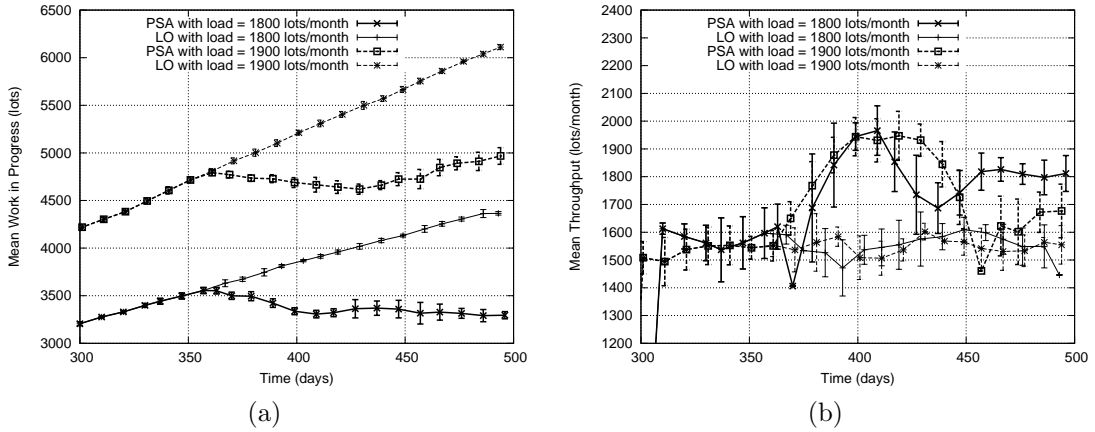 6500
6000
5500
5000
4500
4000
3500
3000
300
350
400
450
500
Mean Work in Progress (lots)
Time (days)
PSA with load = 1800 lots/month
LO with load = 1800 lots/month
PSA with load = 1900 lots/month
LO with load = 1900 lots/month
(a)
2400
2300
2200
2100
2000
1900
1800
1700
1600
1500
1400
1300
1200
300
350
400
450
500
Mean Throughput (lots/month)
Time (days)
PSA with load = 1800 lots/month
LO with load = 1800 lots/month
PSA with load = 1900 lots/month
LO with load = 1900 lots/month
(b)